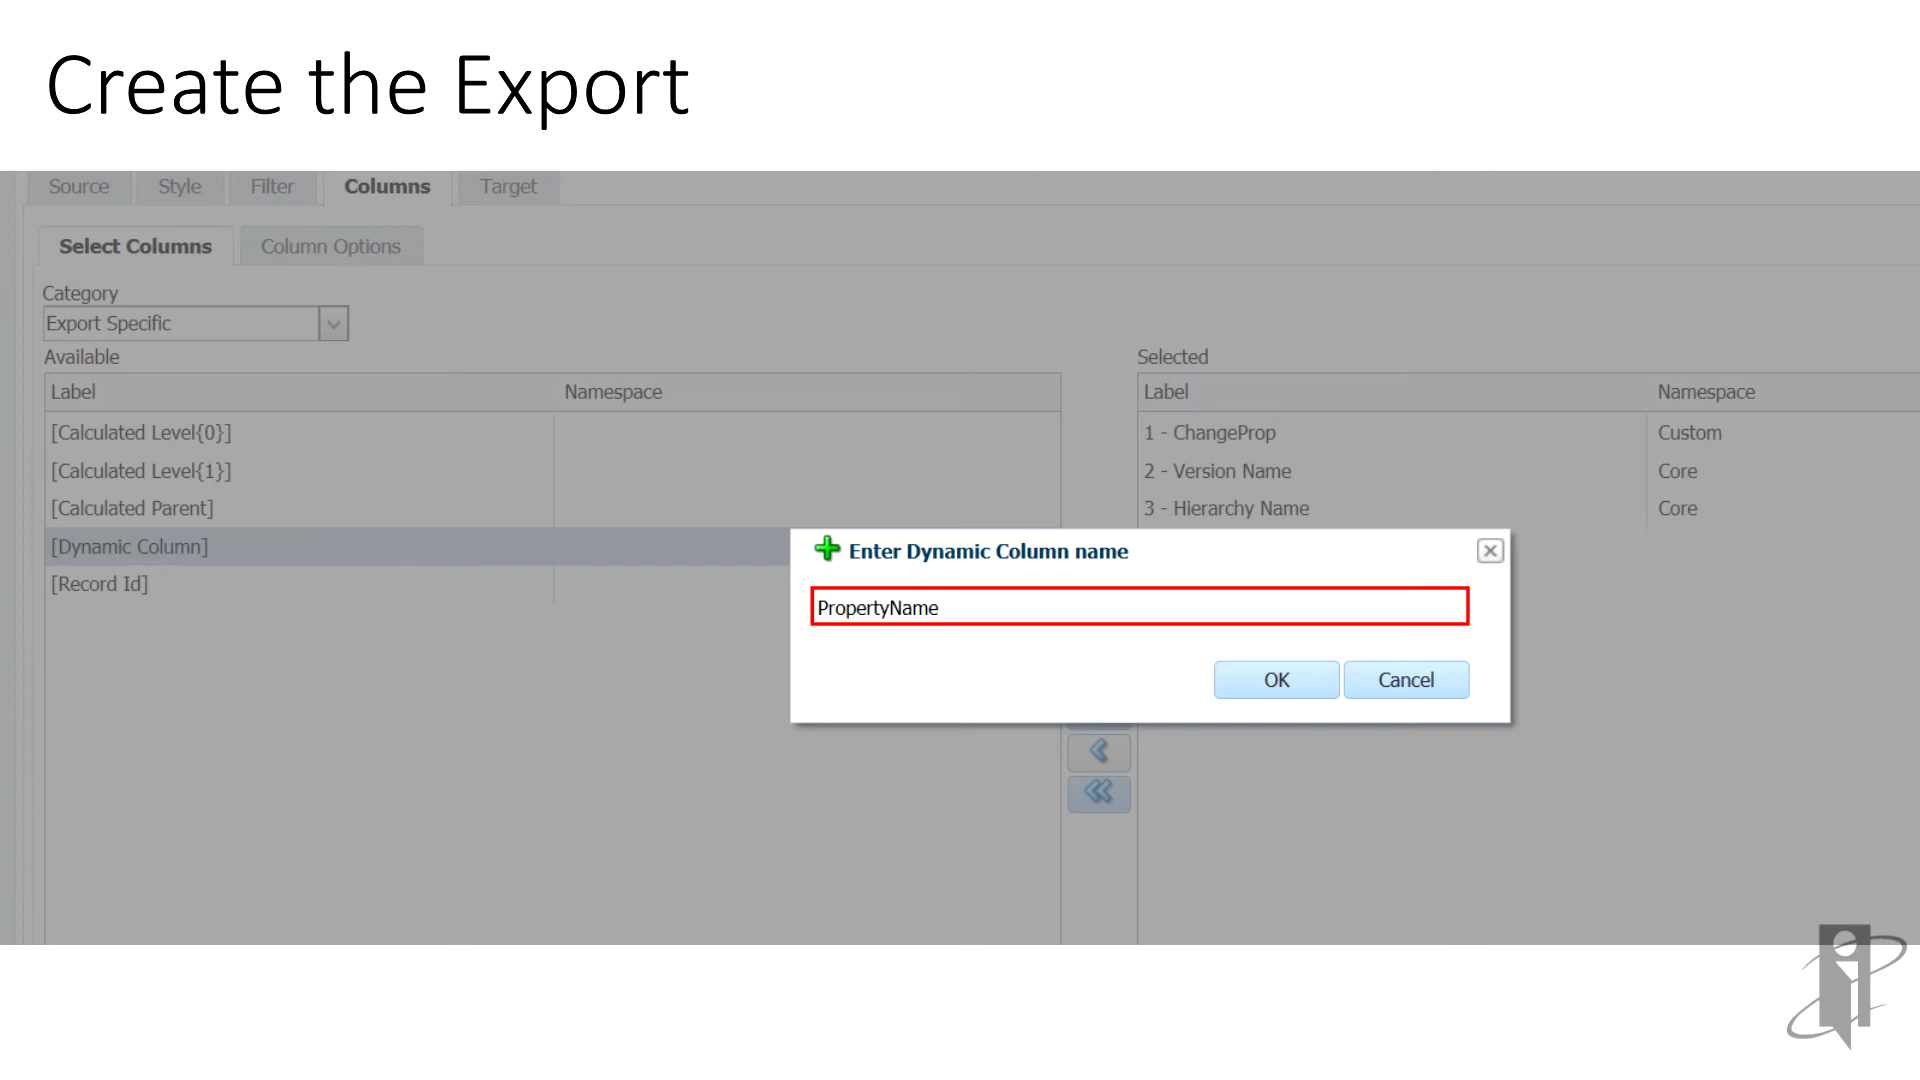 Create the Export
Source Style Filter Columns Target
Select Columns Column Options
Category
Export Specific
Available Selected
Label Namespace Label Namespace
[Calculated Level{0}] 1 - ChangeProp Custom
[Calculated Level{1}] 2 - Version Name Core
[Calculated Parent] 3 - Hierarchy Name Core
[Dynamic Column]
Enter Dynamic Column name
[Record Id]
PropertyName
OK Cancel